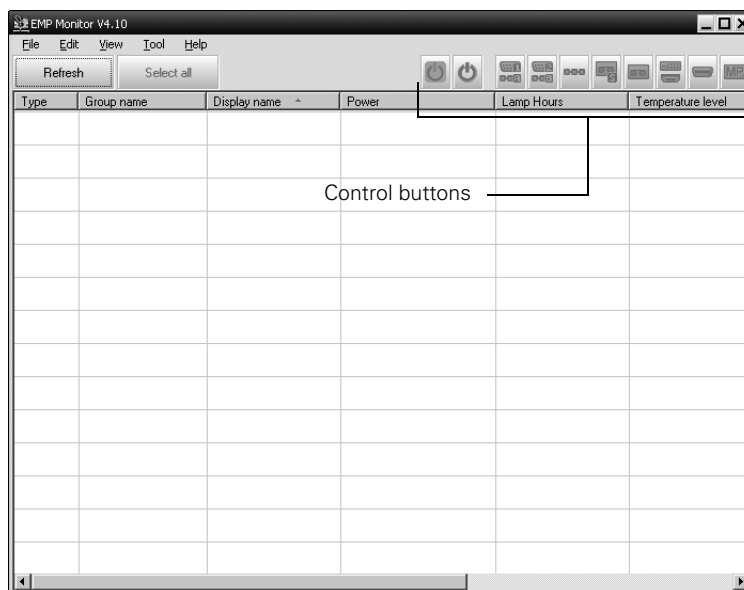 EMP Monitor V4.10
File Edit View Tool Help
Refresh Select all
Type Group name Display name Power Lamp Hours Temperature level
Control buttons